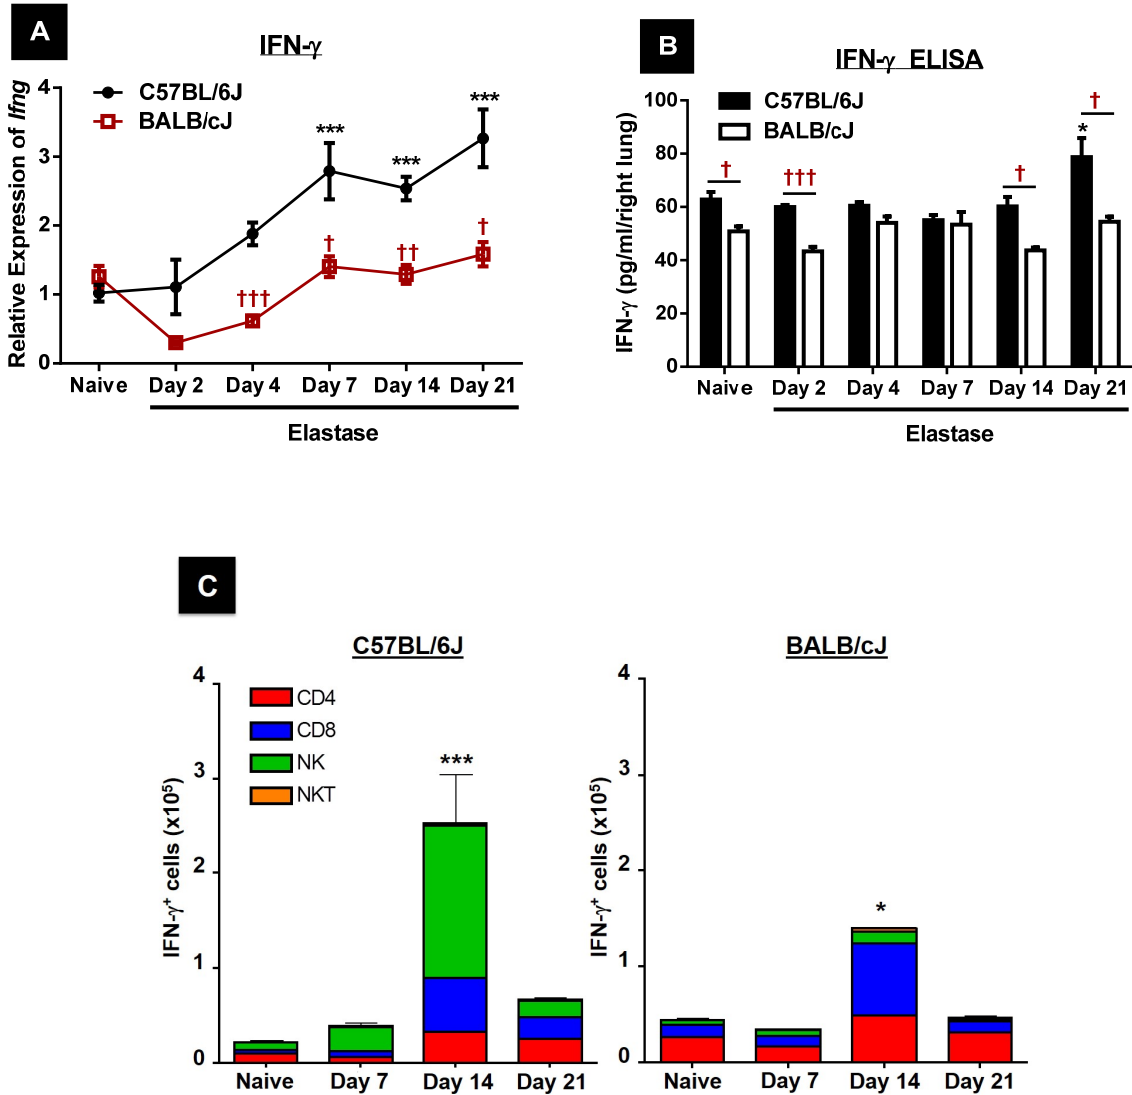 A
IFN-γ
C57BL/6J
BALB/cJ
Relative Expression of Ifng
4
3
2
1
0
***
***
***
†††
†
††
†
Naive Day 2 Day 4 Day 7 Day 14 Day 21
Elastase
B
IFN-γ ELISA
C57BL/6J
BALB/cJ
IFN-γ (pg/ml/right lung)
100
80
60
40
20
0
†
†††
†
*
†
Naive Day 2 Day 4 Day 7 Day 14 Day 21
Elastase
C
C57BL/6J
CD4
CD8
NK
NKT
IFN-γ+ cells (x10⁵)
4
3
2
1
0
***
Naive Day 7 Day 14 Day 21
BALB/cJ
IFN-γ+ cells (x10⁵)
4
3
2
1
0
*
Naive Day 7 Day 14 Day 21